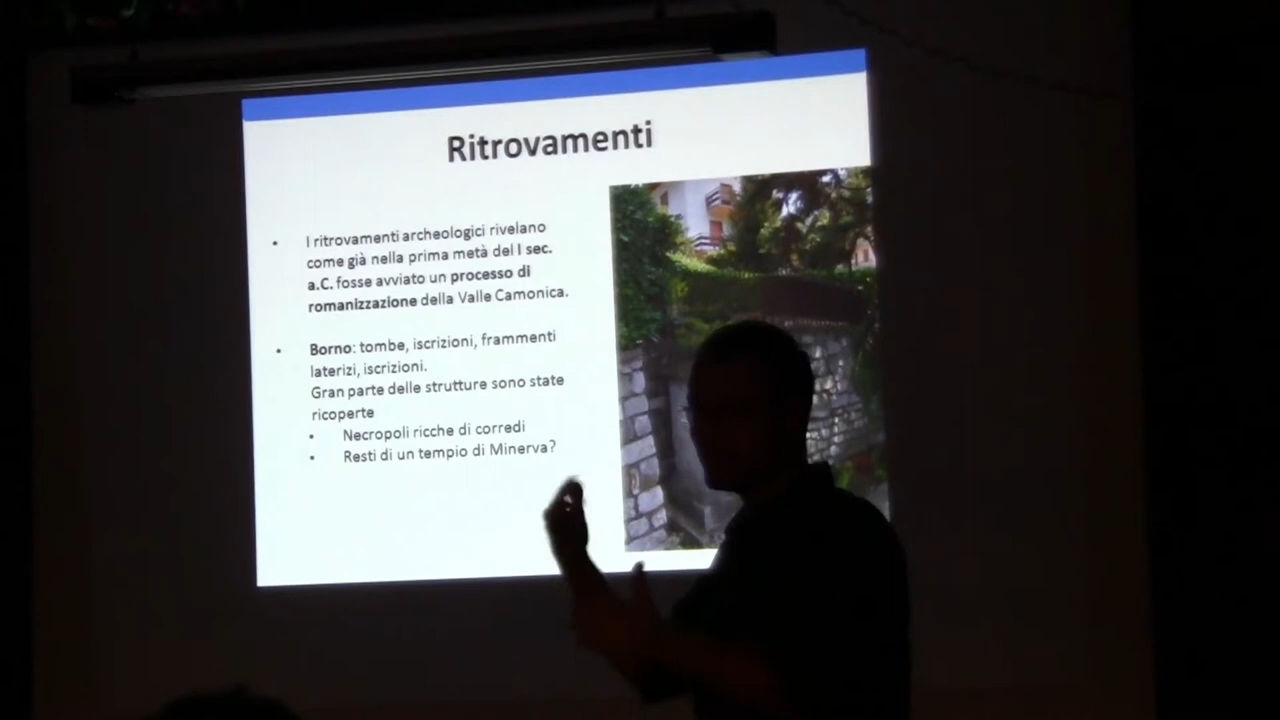 Ritrovamenti
• I ritrovamenti archeologici rivelano
come già nella prima metà del I sec.
a.C. fosse avviato un processo di
romanizzazione della Valle Camonica.
• Borno: tombe, iscrizioni, frammenti
laterizi, iscrizioni.
Gran parte delle strutture sono state
ricoperte
• Necropoli ricche di corredi
• Resti di un tempio di Minerva?